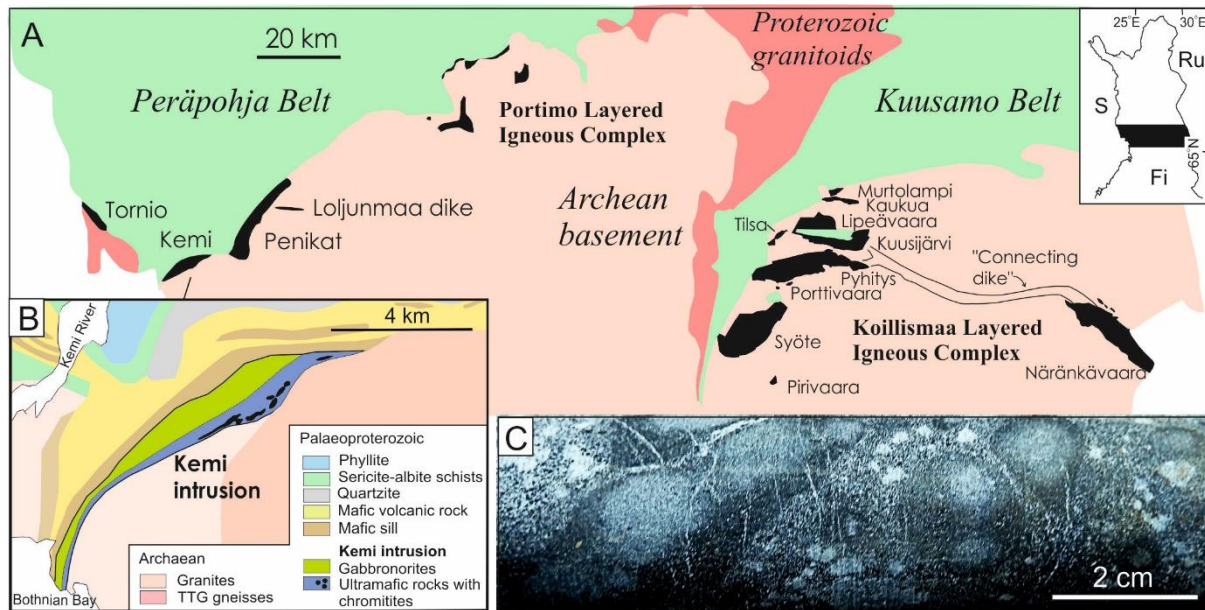 A
20 km
Peräpohja Belt
Portimo Layered
Igneous Complex
Proterozoic
granitoids
Kuusamo Belt
25°E
30°E
Ru
S
65°N
Fi
Tornio
Kemi
Penikat
Loljunmaa dike
Archean
basement
Murtolampi
Kaukua
Lipeävaara
Tilsa
Kuusijärvi
Pyhitys
Porttivaara
"Connecting
dike"
Syöte
Koillismaa Layered
Igneous Complex
Näränkävaara
Pirivaara
B
4 km
Kemi River
Kemi
intrusion
Bothnian Bay
Palaeoproterozoic
Phyllite
Sericite-albite schists
Quartzite
Mafic volcanic rock
Mafic sill
Archaean
Granites
TTG gneisses
Kemi intrusion
Gabbronorites
Ultramafic rocks with
chromitites
C
2 cm